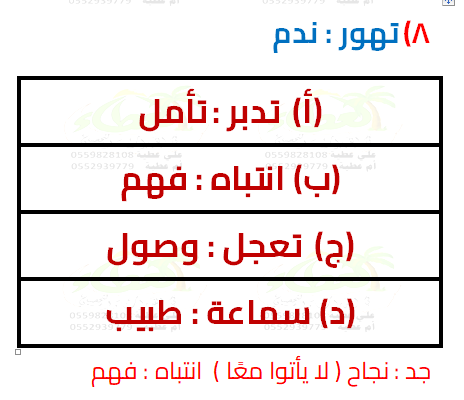 ٨) تهور : ندم
(أ) تدبر : تأمل
(ب) انتباه : فهم
(ج) تعجل : وصول
(د) سماعة : طبيب
جد : نجاح ( لا يأتوا معًا ) انتباه : فهم